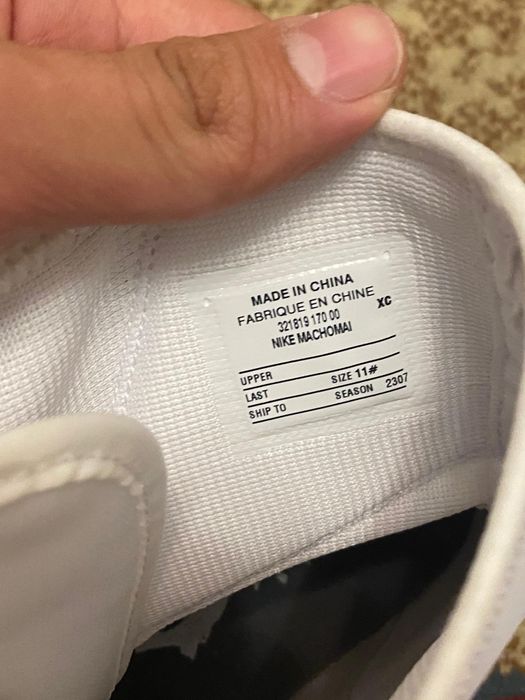 MADE IN CHINA
FABRIQUE EN CHINE
321819 170 00 XC
NIKE MACHOMAI
UPPER
LAST SIZE 11#
SHIP TO SEASON 2307